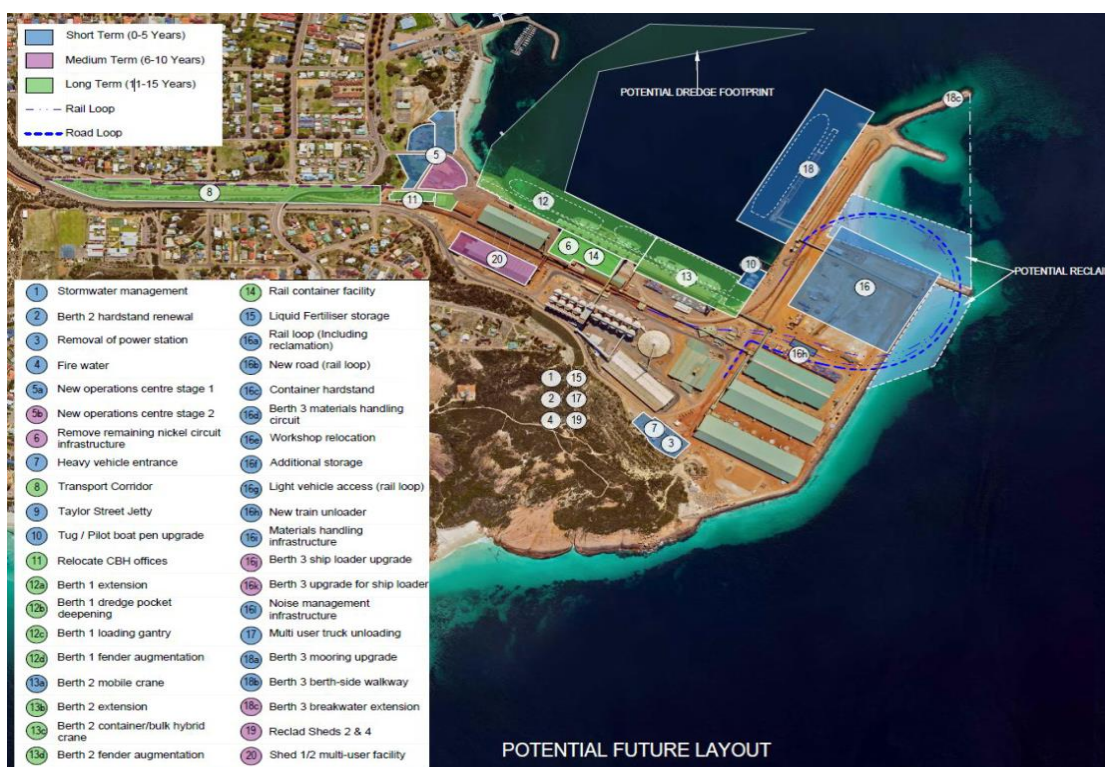 Short Term (0-5 Years)
Medium Term (6-10 Years)
Long Term (11-15 Years)
Rail Loop
Road Loop
POTENTIAL DREDGE FOOTPRINT
18c
18
5
8
11
12
6
14
20
13
10
16
POTENTIAL RECLAI
16h
1
15
2
17
4
19
7
3
1 Stormwater management
2 Berth 2 hardstand renewal
3 Removal of power station
4 Fire water
5a New operations centre stage 1
5b New operations centre stage 2
6 Remove remaining nickel circuit
infrastructure
7 Heavy vehicle entrance
8 Transport Corridor
9 Taylor Street Jetty
10 Tug / Pilot boat pen upgrade
11 Relocate CBH offices
12a Berth 1 extension
12b Berth 1 dredge pocket
deepening
12c Berth 1 loading gantry
12d Berth 1 fender augmentation
13a Berth 2 mobile crane
13b Berth 2 extension
13c Berth 2 container/bulk hybrid
crane
13d Berth 2 fender augmentation
14 Rail container facility
15 Liquid Fertiliser storage
16a Rail loop (Including
reclamation)
16b New road (rail loop)
16c Container hardstand
16d Berth 3 materials handling
circuit
16e Workshop relocation
16f Additional storage
16g Light vehicle access (rail loop)
16h New train unloader
16i Materials handling
infrastructure
16j Berth 3 ship loader upgrade
16k Berth 3 upgrade for ship loader
16l Noise management
infrastructure
17 Multi user truck unloading
18a Berth 3 mooring upgrade
18b Berth 3 berth-side walkway
18c Berth 3 breakwater extension
19 Reclad Sheds 2 & 4
20 Shed 1/2 multi-user facility
POTENTIAL FUTURE LAYOUT